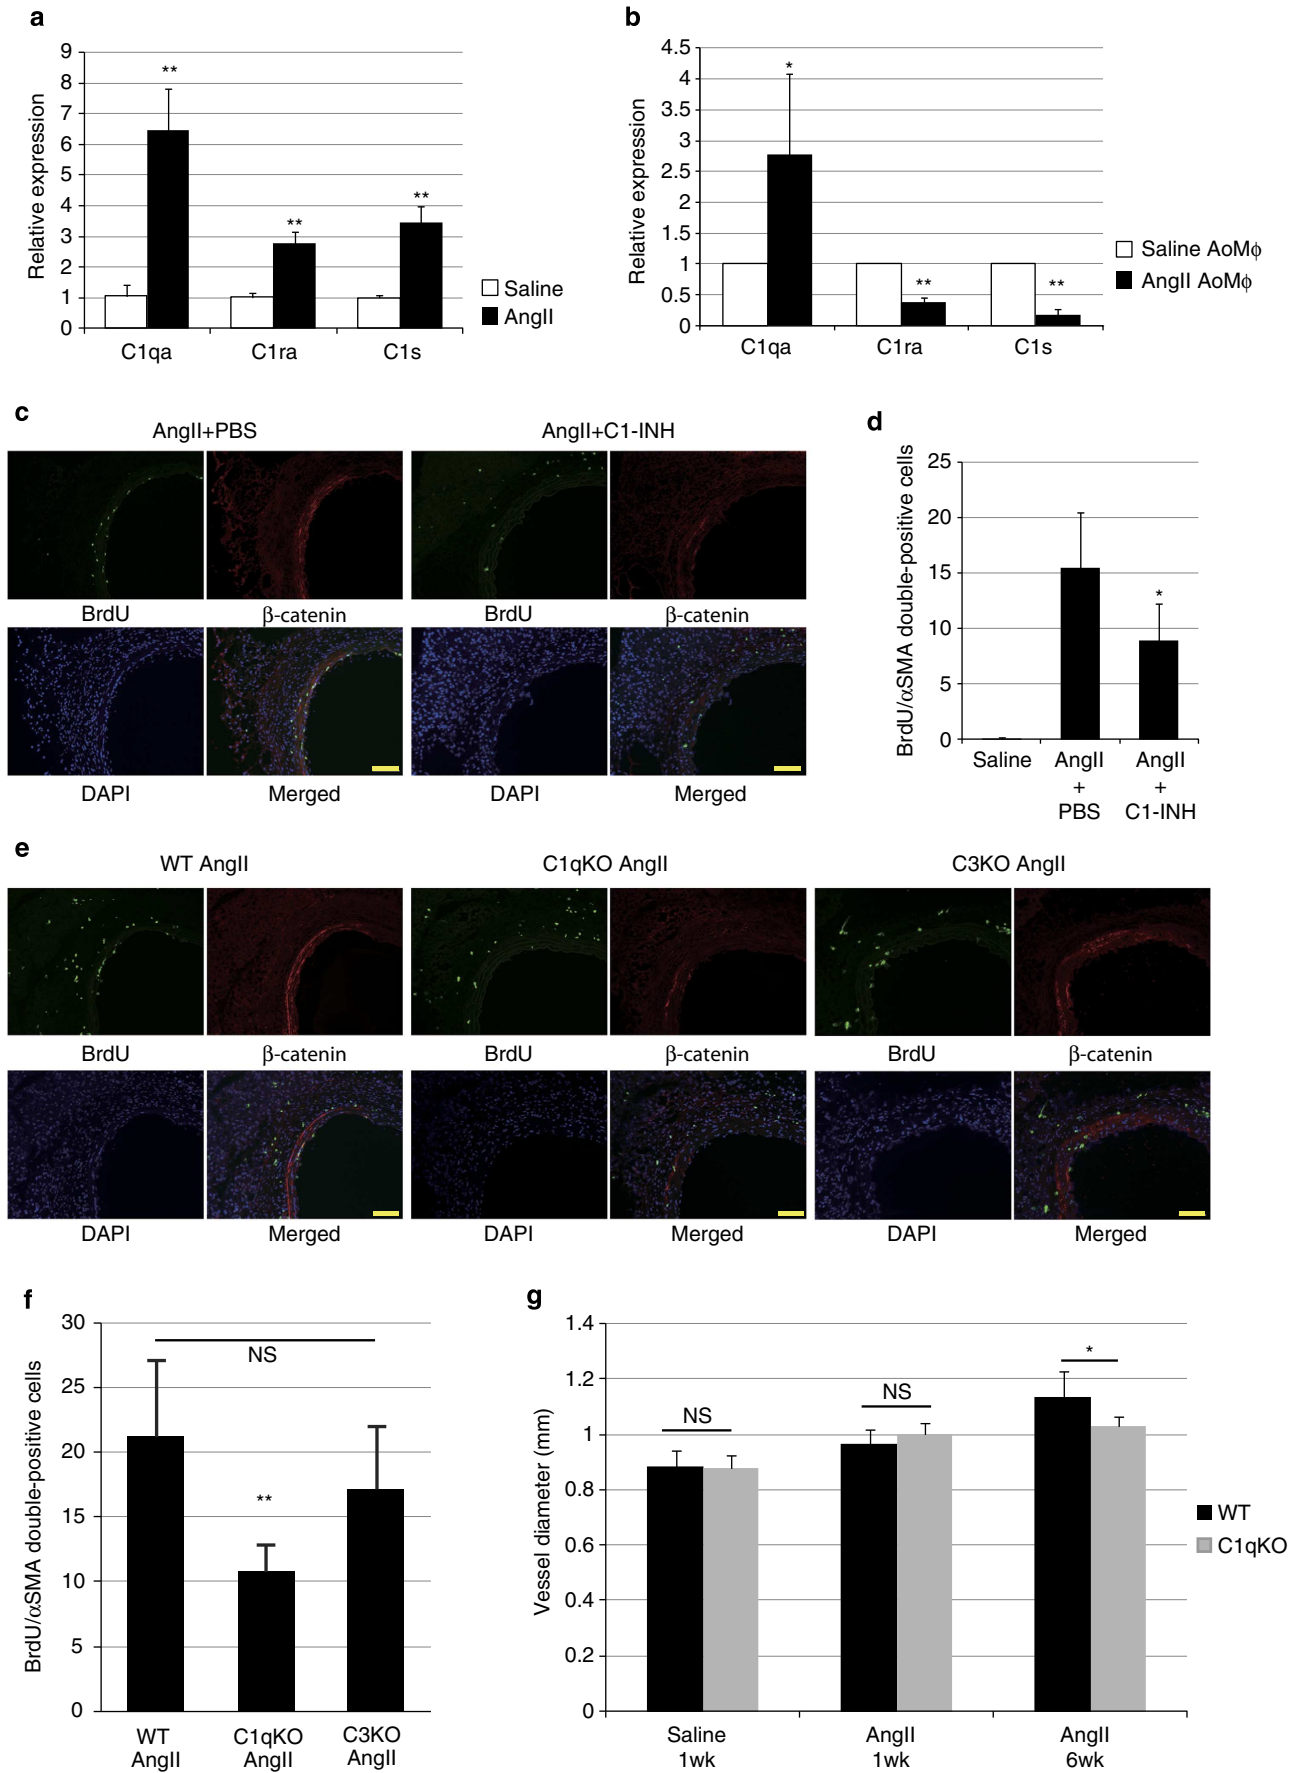 a
9
8
7
6
5
4
3
2
1
0
Relative expression
**
**
**
C1qa
C1ra
C1s
Saline
AngII
b
4.5
4
3.5
3
2.5
2
1.5
1
0.5
0
Relative expression
*
**
**
C1qa
C1ra
C1s
Saline AoMϕ
AngII AoMϕ
c
AngII+PBS
AngII+C1-INH
BrdU
β-catenin
BrdU
β-catenin
DAPI
Merged
DAPI
Merged
d
25
20
15
10
5
0
BrdU/αSMA double-positive cells
*
Saline
AngII
+
PBS
AngII
+
C1-INH
e
WT AngII
C1qKO AngII
C3KO AngII
BrdU
β-catenin
BrdU
β-catenin
BrdU
β-catenin
DAPI
Merged
DAPI
Merged
DAPI
Merged
f
30
25
20
15
10
5
0
BrdU/αSMA double-positive cells
NS
**
WT
AngII
C1qKO
AngII
C3KO
AngII
g
1.4
1.2
1
0.8
0.6
0.4
0.2
0
Vessel diameter (mm)
NS
NS
*
Saline
1wk
AngII
1wk
AngII
6wk
WT
C1qKO